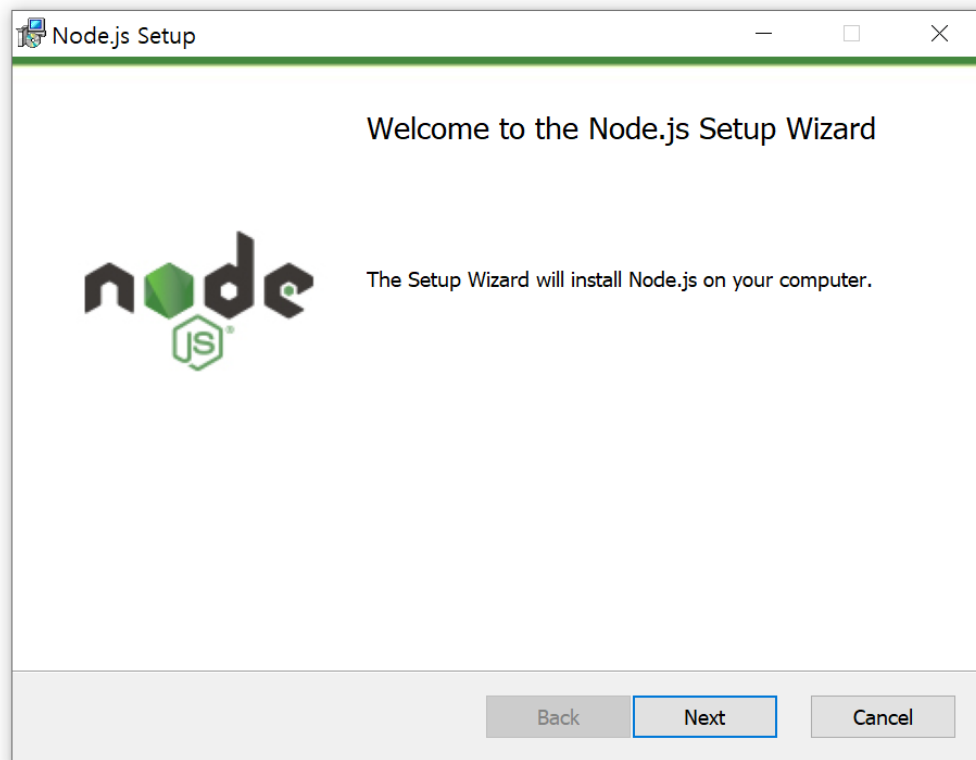 Node.js Setup
Welcome to the Node.js Setup Wizard
The Setup Wizard will install Node.js on your computer.
node
JS®
Back
Next
Cancel